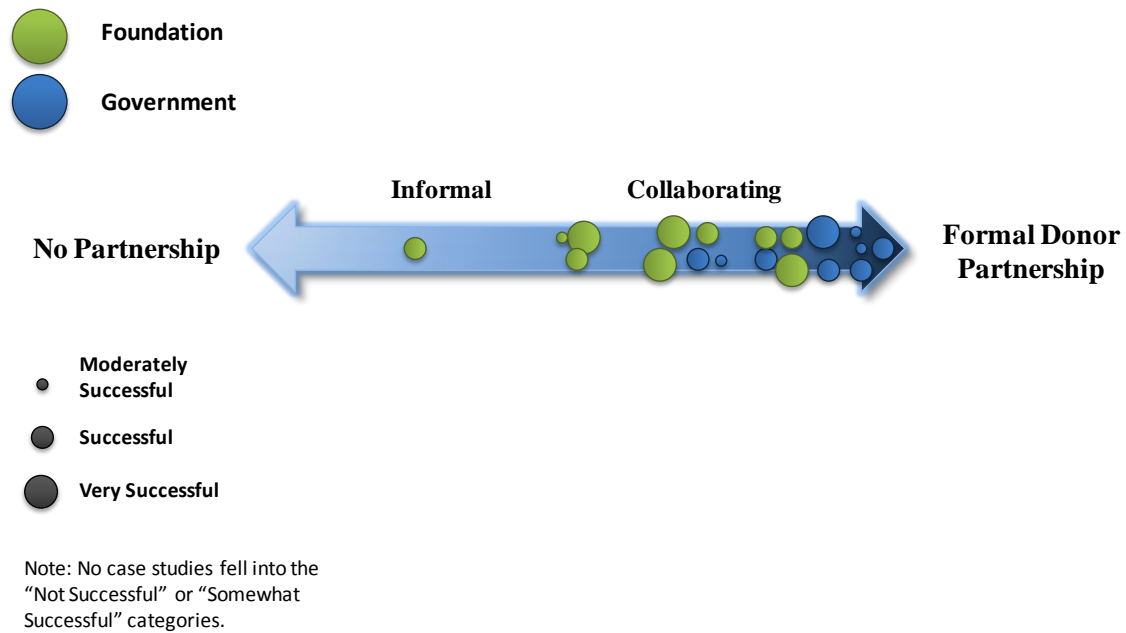 Foundation
Government
Informal
Collaborating
No Partnership
Formal Donor
Partnership
Moderately
Successful
Successful
Very Successful
Note: No case studies fell into the
“Not Successful” or “Somewhat
Successful” categories.